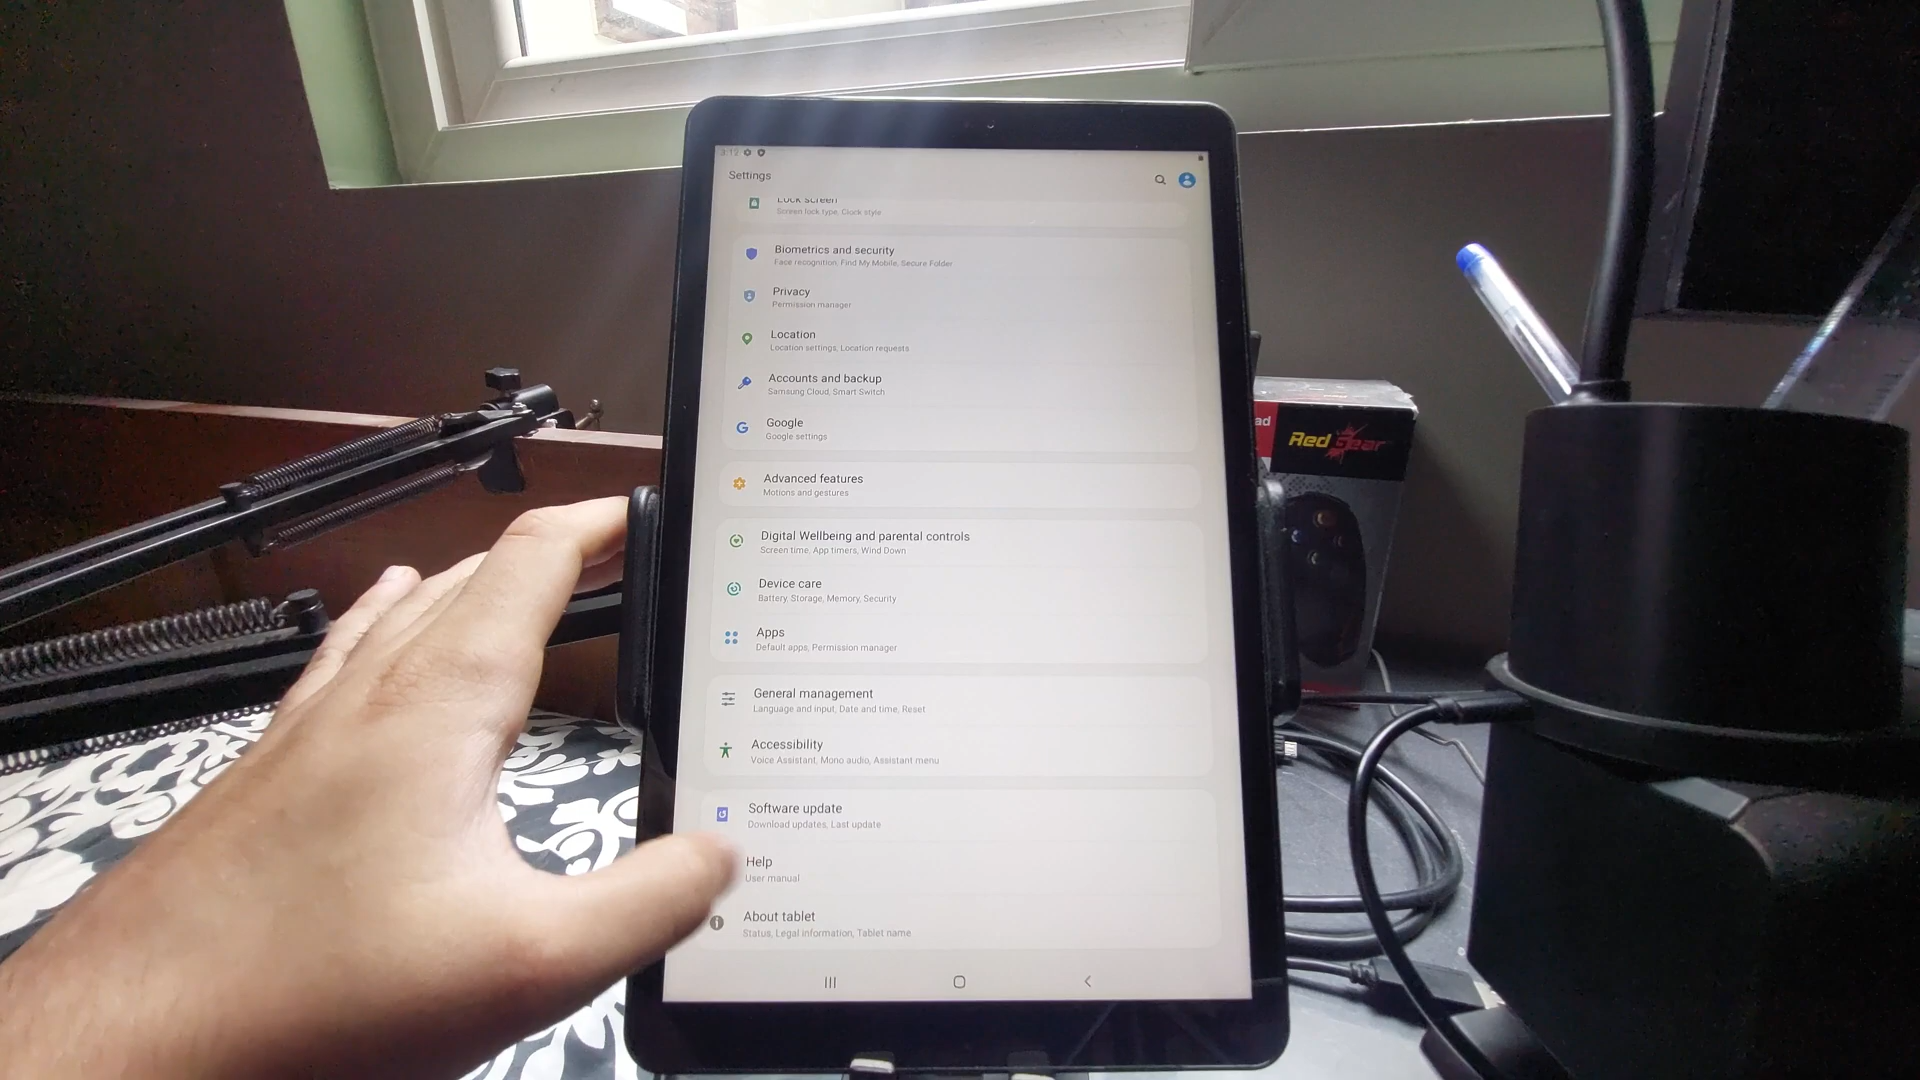 3:12
Settings
Lock screen
Screen lock type, Clock style
Biometrics and security
Face recognition, Find My Mobile, Secure Folder
Privacy
Permission manager
Location
Location settings, Location requests
Accounts and backup
Samsung Cloud, Smart Switch
Google
Google settings
Advanced features
Motions and gestures
Digital Wellbeing and parental controls
Screen time, App timers, Wind Down
Device care
Battery, Storage, Memory, Security
Apps
Default apps, Permission manager
General management
Language and input, Date and time, Reset
Accessibility
Voice Assistant, Mono audio, Assistant menu
Software update
Download updates, Last update
Help
User manual
About tablet
Status, Legal information, Tablet name
ad
RedGear